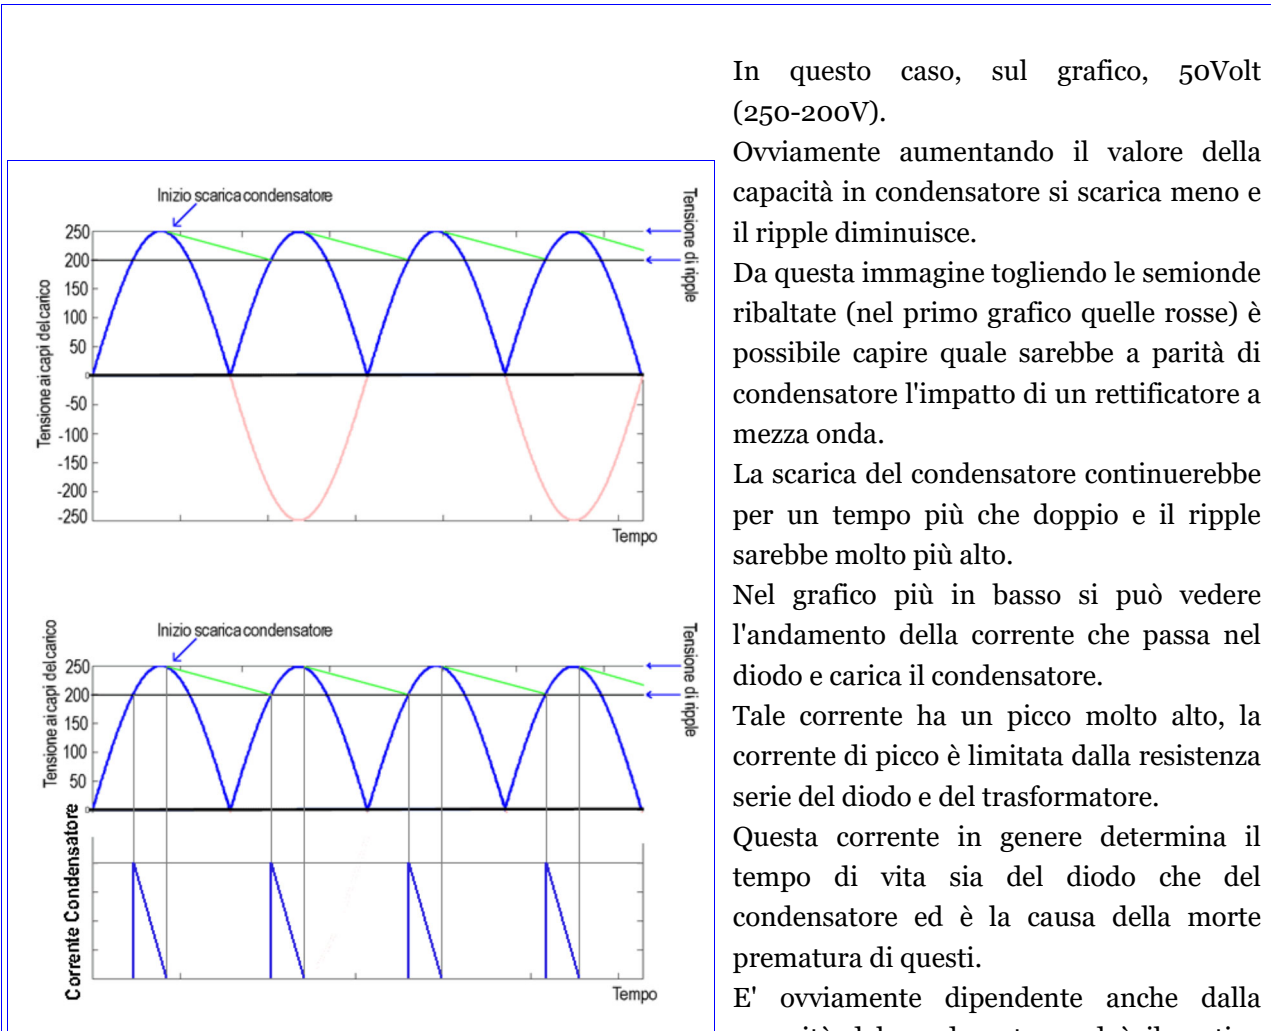 In questo caso, sul grafico, 50Volt
(250-200V).
Ovviamente aumentando il valore della
capacità in condensatore si scarica meno e
il ripple diminuisce.
Da questa immagine togliendo le semionde
ribaltate (nel primo grafico quelle rosse) è
possibile capire quale sarebbe a parità di
condensatore l'impatto di un rettificatore a
mezza onda.
La scarica del condensatore continuerebbe
per un tempo più che doppio e il ripple
sarebbe molto più alto.
Nel grafico più in basso si può vedere
l'andamento della corrente che passa nel
diodo e carica il condensatore.
Tale corrente ha un picco molto alto, la
corrente di picco è limitata dalla resistenza
serie del diodo e del trasformatore.
Questa corrente in genere determina il
tempo di vita sia del diodo che del
condensatore ed è la causa della morte
prematura di questi.
E' ovviamente dipendente anche dalla
Inizio scarica condensatore
Tensione di ripple
Tensione ai capi del carico
250
200
150
100
50
0
-50
-100
-150
-200
-250
Tempo
Inizio scarica condensatore
Tensione di ripple
Tensione ai capi del carico
250
200
150
100
50
0
Corrente Condensatore
Tempo